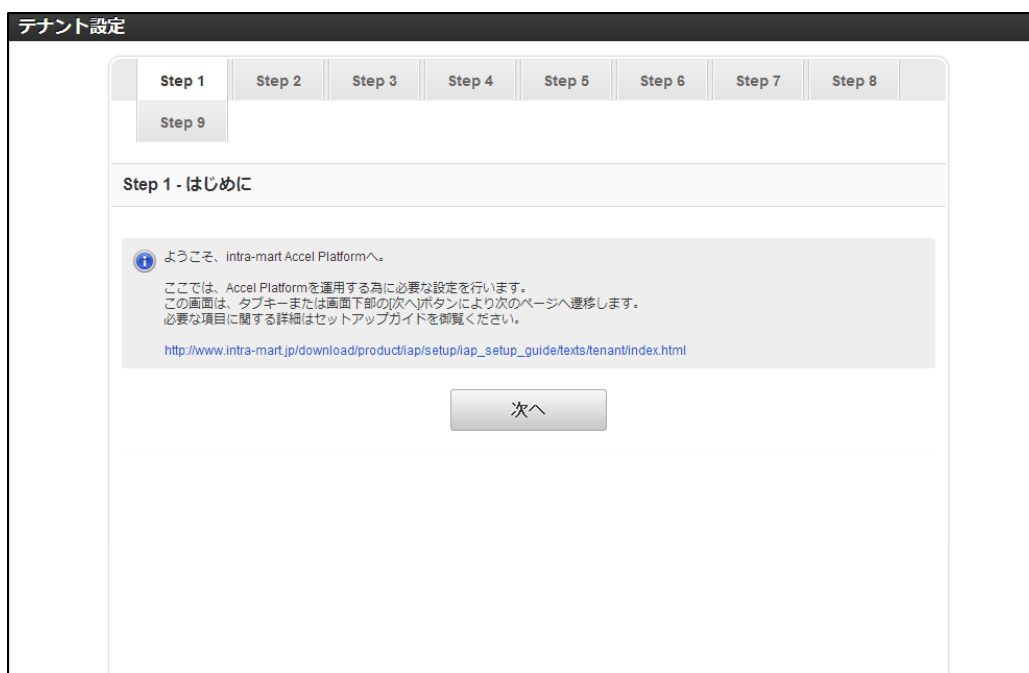 テナント設定
Step 1 Step 2 Step 3 Step 4 Step 5 Step 6 Step 7 Step 8
Step 9
Step 1 - はじめに
ようこそ、intra-mart Accel Platformへ。
ここでは、Accel Platformを運用する為に必要な設定を行います。
この画面は、タブキーまたは画面下部の[次へ]ボタンにより次のページへ遷移します。
必要な項目に関する詳細はセットアップガイドを御覧ください。
http://www.intra-mart.jp/download/product/iap/setup/iap_setup_guide/texts/tenant/index.html
次へ